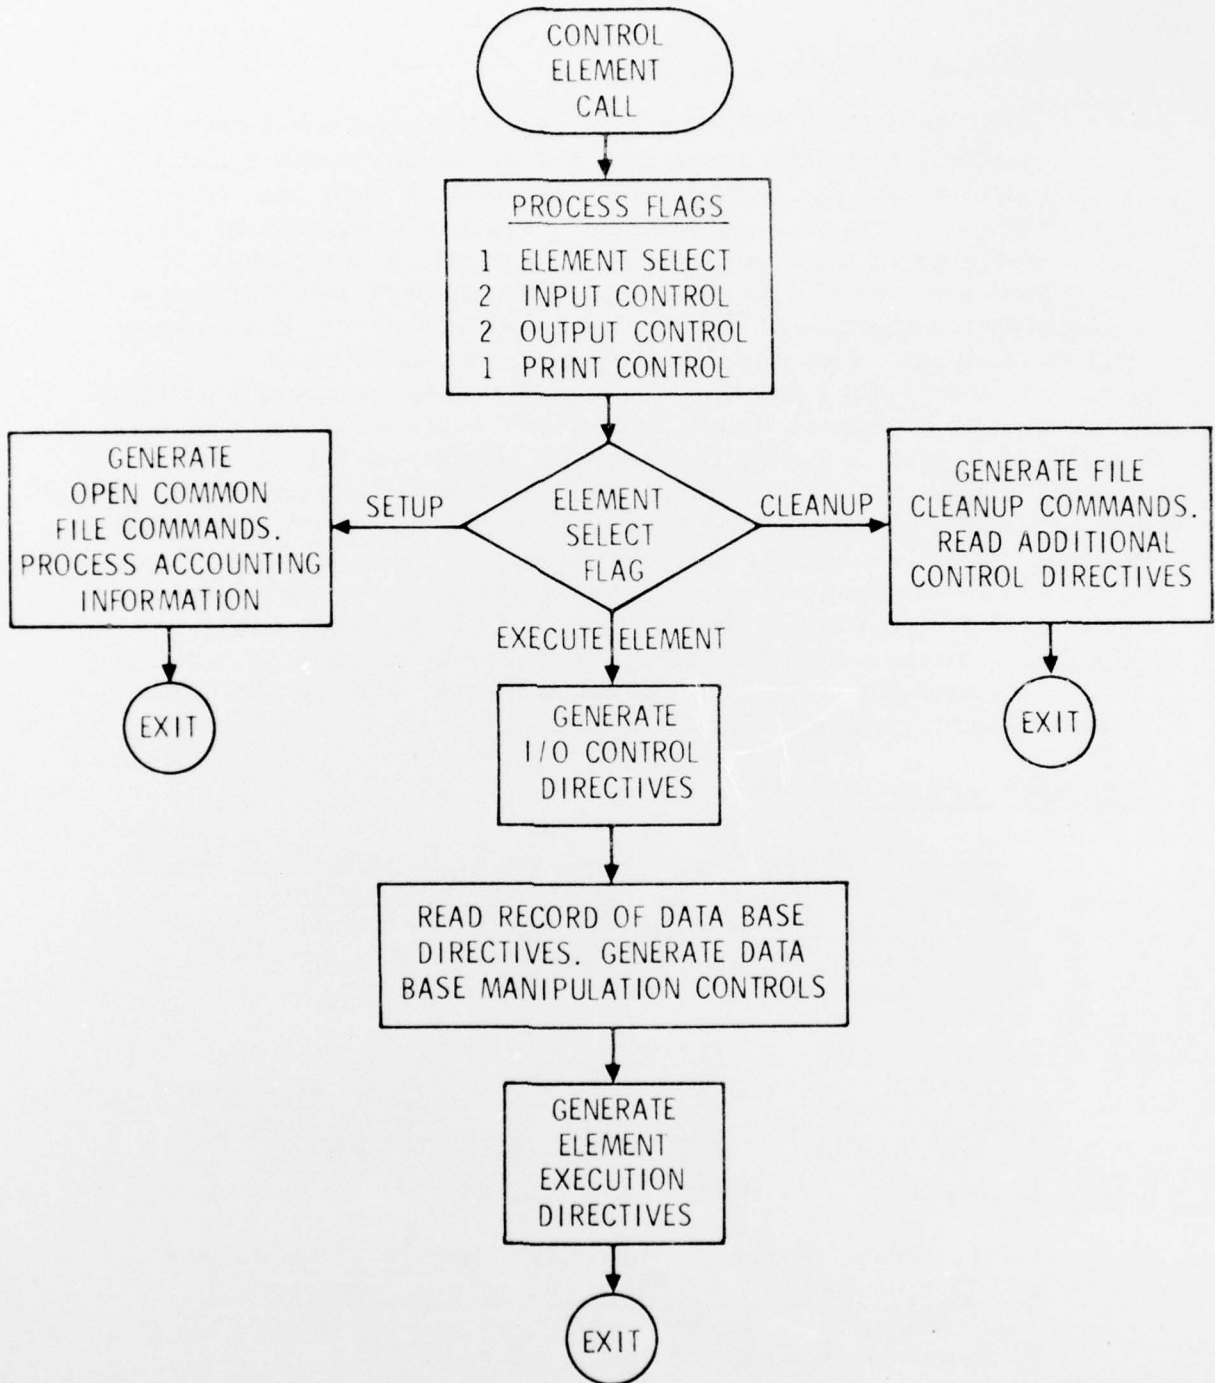 CONTROL
ELEMENT
CALL
PROCESS FLAGS
1 ELEMENT SELECT
2 INPUT CONTROL
2 OUTPUT CONTROL
1 PRINT CONTROL
GENERATE
OPEN COMMON
FILE COMMANDS.
PROCESS ACCOUNTING
INFORMATION
SETUP
ELEMENT
SELECT
FLAG
CLEANUP
GENERATE FILE
CLEANUP COMMANDS.
READ ADDITIONAL
CONTROL DIRECTIVES
EXECUTE ELEMENT
EXIT
GENERATE
I/O CONTROL
DIRECTIVES
EXIT
READ RECORD OF DATA BASE
DIRECTIVES. GENERATE DATA
BASE MANIPULATION CONTROLS
GENERATE
ELEMENT
EXECUTION
DIRECTIVES
EXIT